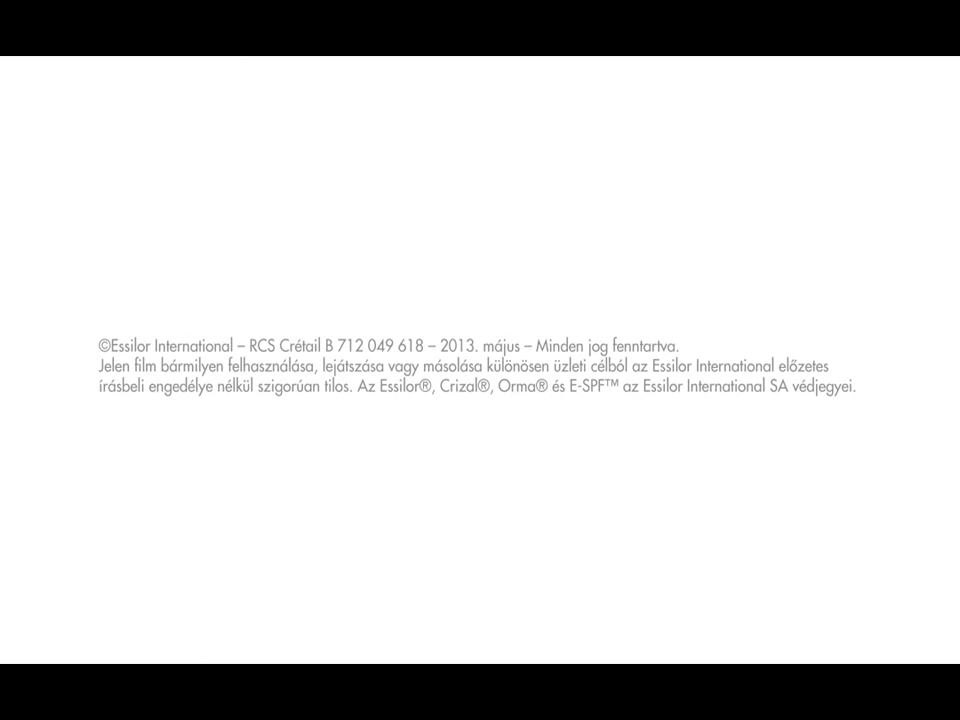 ©Essilor International – RCS Crétail B 712 049 618 – 2013. május – Minden jog fenntartva.
Jelen film bármilyen felhasználása, lejátszása vagy másolása különösen üzleti célból az Essilor International előzetes
írásbeli engedélye nélkül szigorúan tilos. Az Essilor®, Crizal®, Orma® és E-SPF™ az Essilor International SA védjegyei.